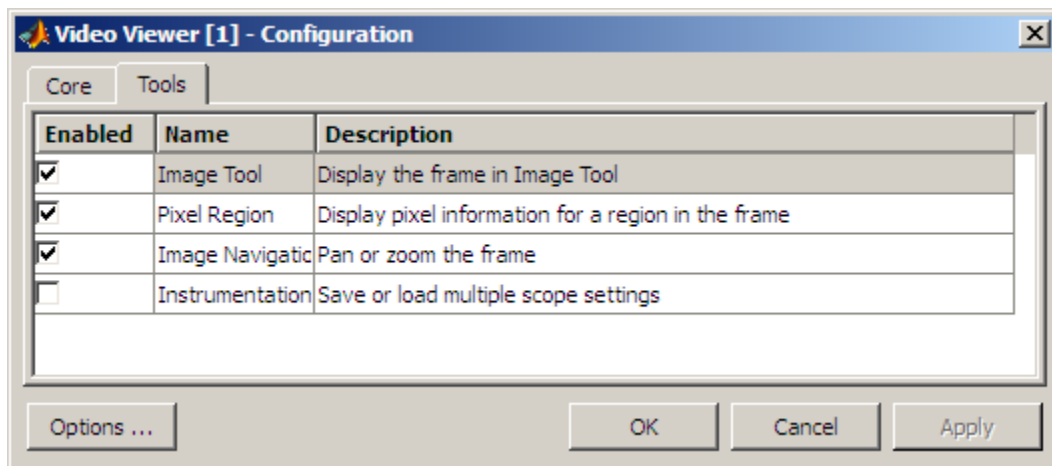 Video Viewer [1] - Configuration
Core Tools
Enabled Name Description
Image Tool Display the frame in Image Tool
Pixel Region Display pixel information for a region in the frame
Image Navigatic Pan or zoom the frame
Instrumentation Save or load multiple scope settings
Options ... OK Cancel Apply